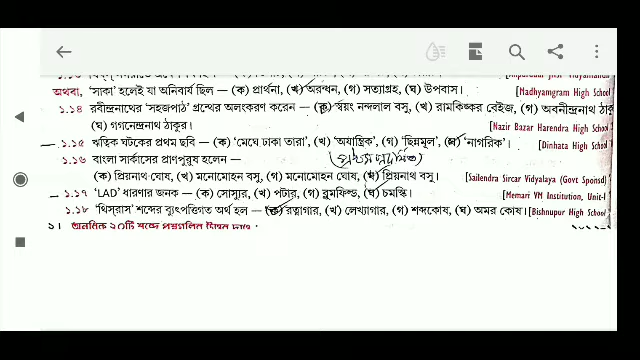 অথবা, 'সাকা' হলেই যা অনিবার্য ছিল – (ক) প্রার্থনা (খ) অরন্ধন, (গ) সত্যাগ্রহ, (ঘ) উপবাস। [Madhyamgram High School]
১.১৪ রবীন্দ্রনাথের 'সহজপাঠ' গ্রন্থের অলংকরণ করেন – (ক) স্বয়ং নন্দলাল বসু, (খ) রামকিঙ্কর বেইজ, (গ) অবনীন্দ্রনাথ ঠাকুর
(ঘ) গগনেন্দ্রনাথ ঠাকুর। [Nazir Bazar Harendra High School]
১.১৫ ঋত্বিক ঘটকের প্রথম ছবি – (ক) 'মেঘে ঢাকা তারা', (খ) 'অযান্ত্রিক', (গ) 'ছিন্নমূল', (ঘ) 'নাগরিক'। [Dinhata High School]
১.১৬ বাংলা সার্কাসের প্রাণপুরুষ হলেন –
(ক) প্রিয়নাথ ঘোষ, (খ) মনোমোহন বসু, (গ) মনোমোহন ঘোষ, (ঘ) প্রিয়নাথ বসু। [Sailendra Sircar Vidyalaya (Govt Sponsd)
১.১৭ 'LAD' ধারণার জনক – (ক) সোস্যুর, (খ) পটার, (গ) ব্লুমফিল্ড, (ঘ) চমস্কি। [Memari VM Institution, Unit-I
১.১৮ 'থিসরাস' শব্দের ব্যুৎপত্তিগত অর্থ হল – (ক) রত্নাগার, (খ) লেখ্যাগার, (গ) শব্দকোষ, (ঘ) অমর কোষ। [Bishnupur High School]